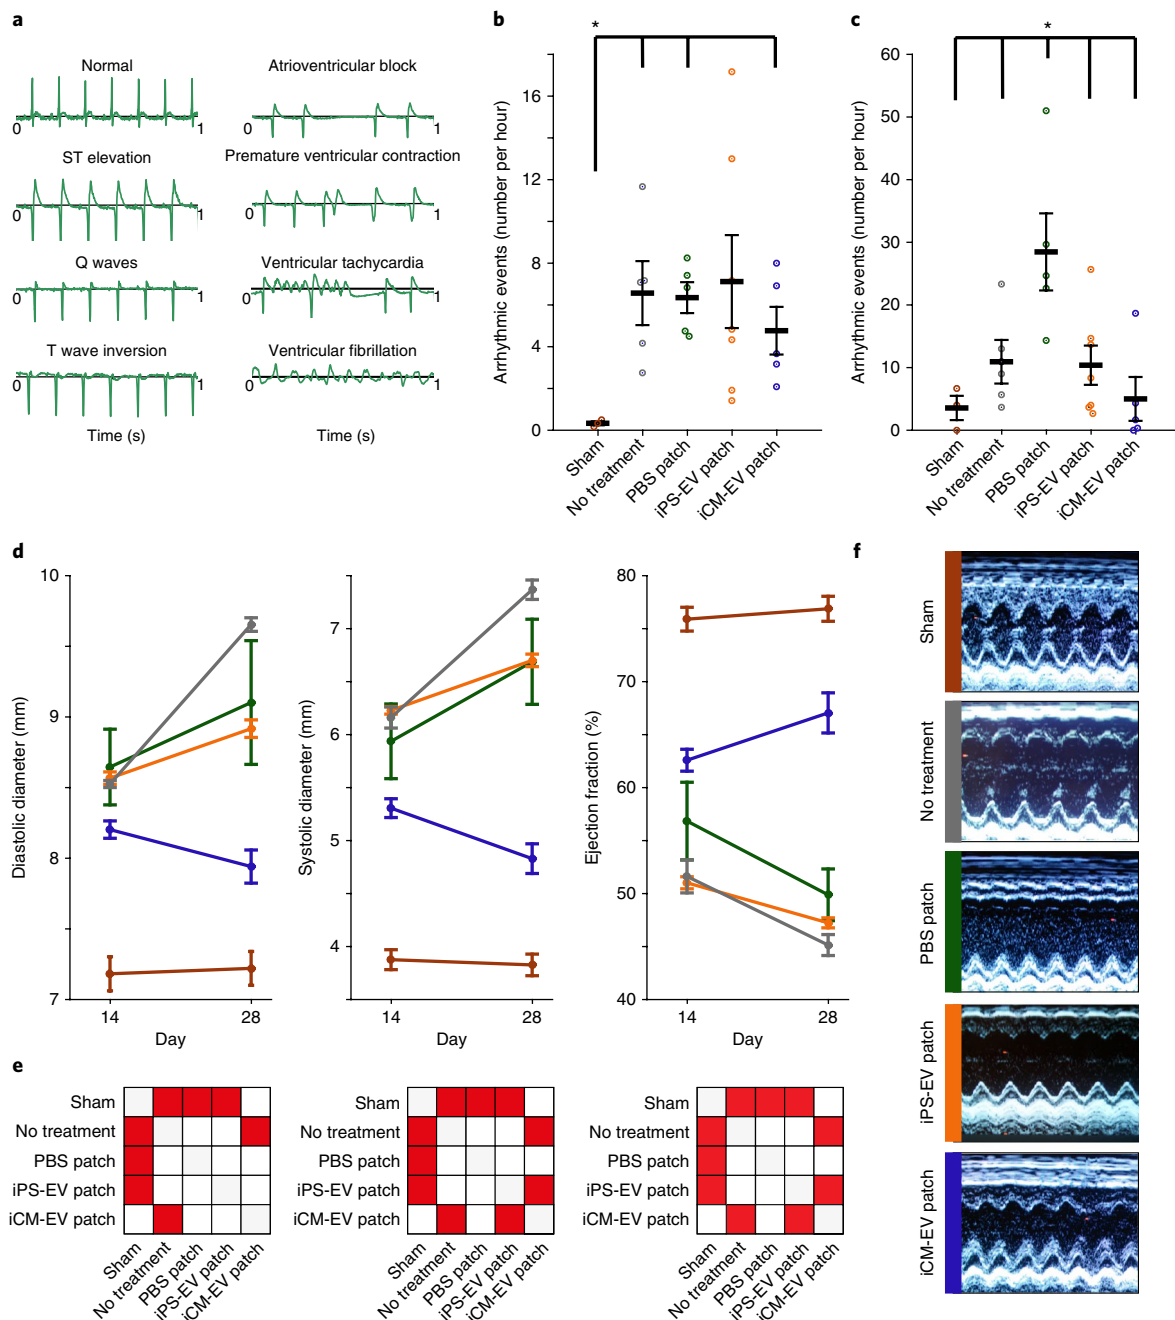 a
Normal
0
1
ST elevation
0
1
Q waves
0
1
T wave inversion
0
1
Time (s)
Atrioventricular block
0
1
Premature ventricular contraction
0
1
Ventricular tachycardia
0
1
Ventricular fibrillation
0
1
Time (s)
b
*
Arrhythmic events (number per hour)
16
12
8
4
0
Sham
No treatment
PBS patch
iPS-EV patch
iCM-EV patch
c
*
Arrhythmic events (number per hour)
60
50
40
30
20
10
0
Sham
No treatment
PBS patch
iPS-EV patch
iCM-EV patch
d
Diastolic diameter (mm)
10
9
8
7
14
28
Day
Systolic diameter (mm)
7
6
5
4
14
28
Day
Ejection fraction (%)
80
70
60
50
40
14
28
Day
e
Sham
No treatment
PBS patch
iPS-EV patch
iCM-EV patch
Sham
No treatment
PBS patch
iPS-EV patch
iCM-EV patch
Sham
No treatment
PBS patch
iPS-EV patch
iCM-EV patch
Sham
No treatment
PBS patch
iPS-EV patch
iCM-EV patch
Sham
No treatment
PBS patch
iPS-EV patch
iCM-EV patch
Sham
No treatment
PBS patch
iPS-EV patch
iCM-EV patch
f
Sham
No treatment
PBS patch
iPS-EV patch
iCM-EV patch